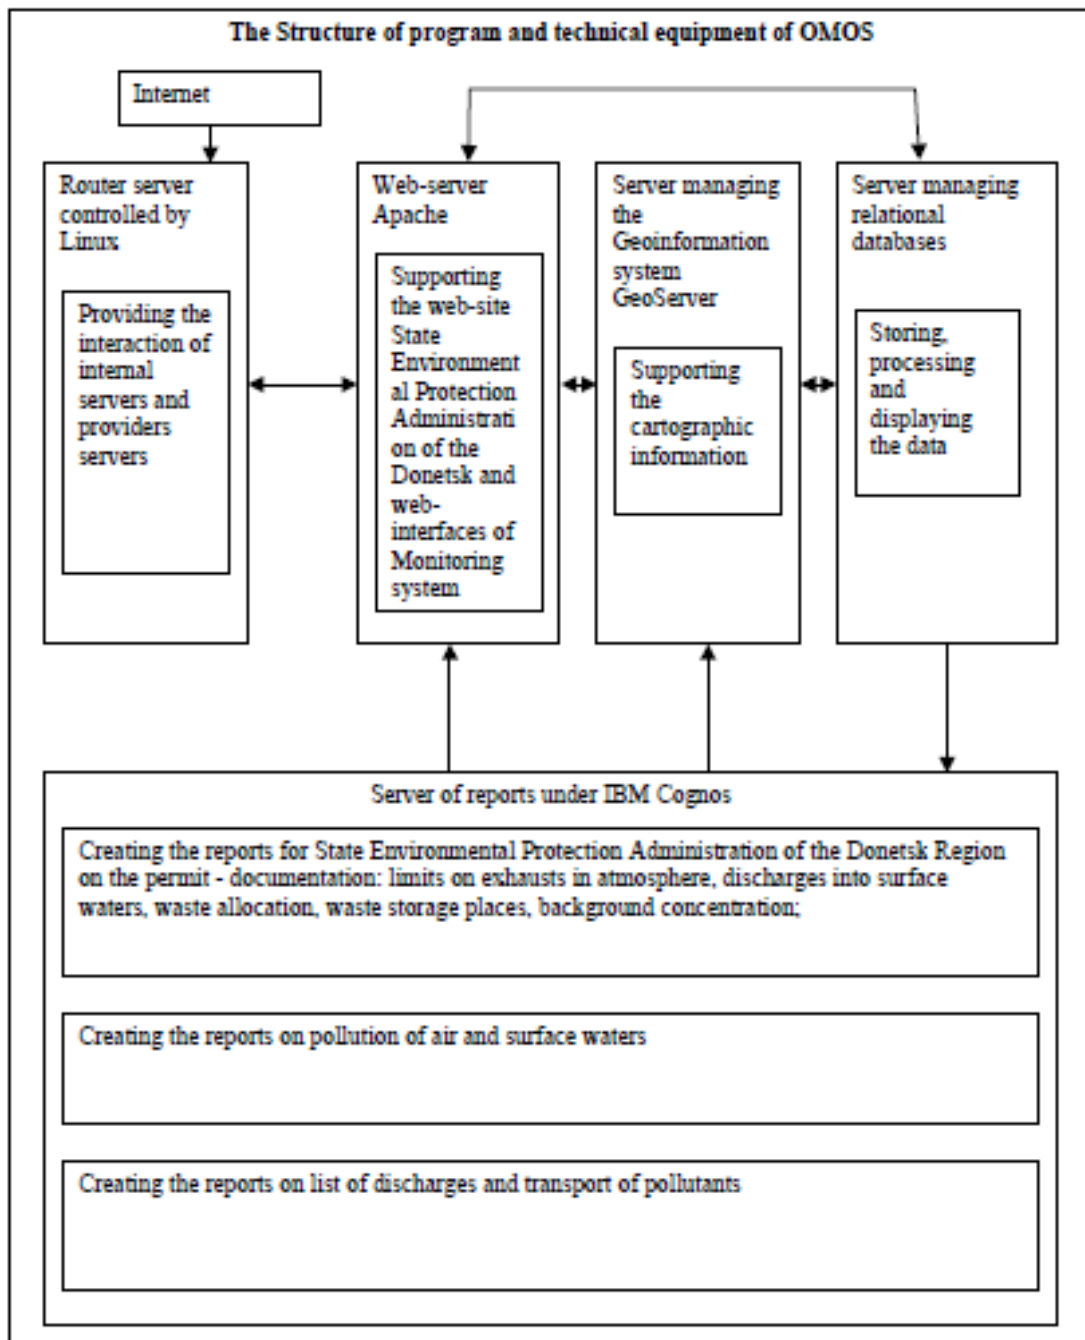 The Structure of program and technical equipment of OMOS
Internet
Router server
controlled by
Linux
Providing the
interaction of
internal
servers and
providers
servers
Web-server
Apache
Supporting
the web-site
State
Environment
al Protection
Administrati
on of the
Donetsk and
web-
interfaces of
Monitoring
system
Server managing
the
Geoinformation
system
GeoServer
Supporting
the
cartographic
information
Server managing
relational
databases
Storing,
processing
and
displaying
the data
Server of reports under IBM Cognos
Creating the reports for State Environmental Protection Administration of the Donetsk Region
on the permit - documentation: limits on exhausts in atmosphere, discharges into surface
waters, waste allocation, waste storage places, background concentration;
Creating the reports on pollution of air and surface waters
Creating the reports on list of discharges and transport of pollutants